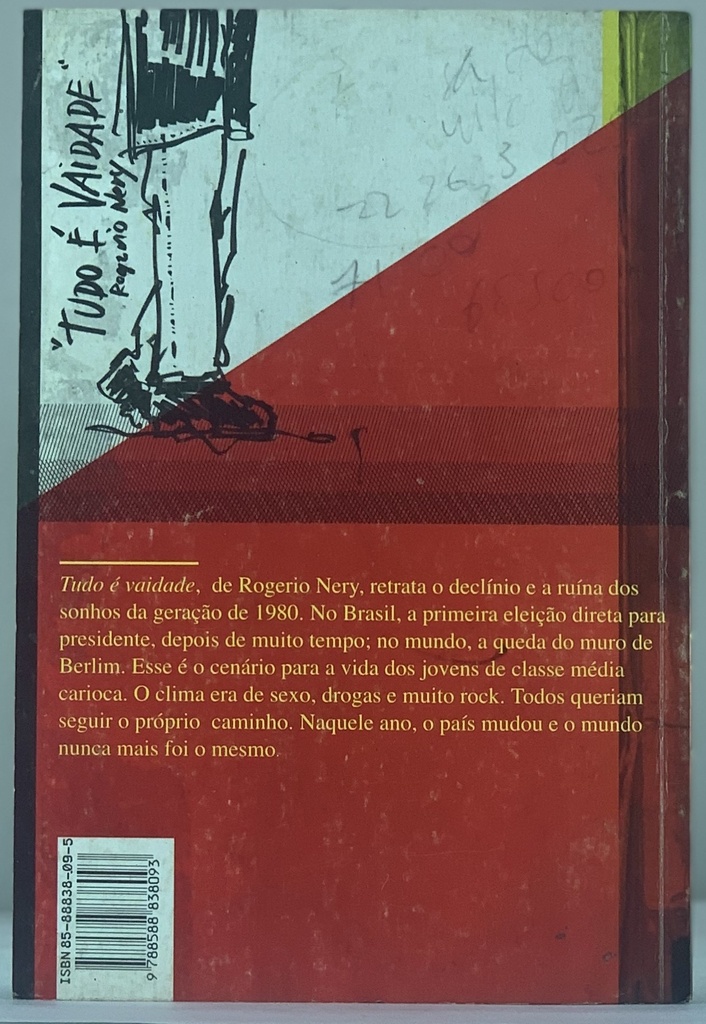 "TUDO É VAIDADE"
Rogerio Nery
Tudo é vaidade, de Rogerio Nery, retrata o declínio e a ruína dos
sonhos da geração de 1980. No Brasil, a primeira eleição direta para
presidente, depois de muito tempo; no mundo, a queda do muro de
Berlim. Esse é o cenário para a vida dos jovens de classe média
carioca. O clima era de sexo, drogas e muito rock. Todos queriam
seguir o próprio caminho. Naquele ano, o país mudou e o mundo
nunca mais foi o mesmo.
ISBN 85-88838-09-5
9 788588 838093